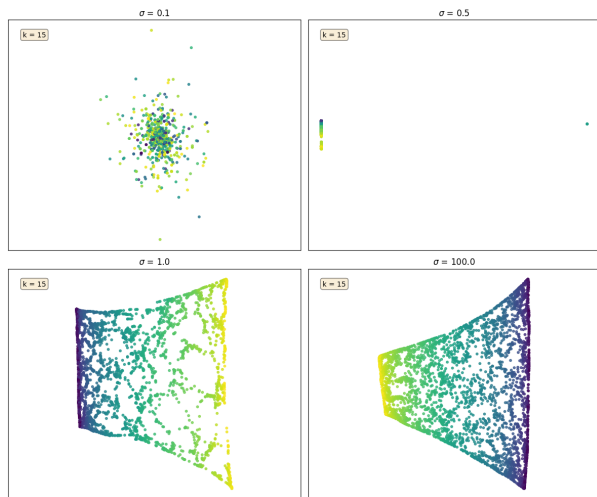 σ = 0.1
k = 15
σ = 0.5
k = 15
σ = 1.0
k = 15
σ = 100.0
k = 15